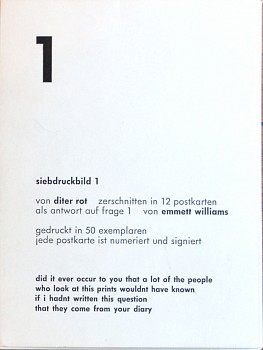 1
siebdruckbild 1
von diter rot zerschnitten in 12 postkarten
als antwort auf frage 1 von emmett williams
gedruckt in 50 exemplaren
jede postkarte ist numeriert und signiert
did it ever occur to you that a lot of the people
who look at this prints wouldnt have known
if i hadnt written this question
that they come from your diary